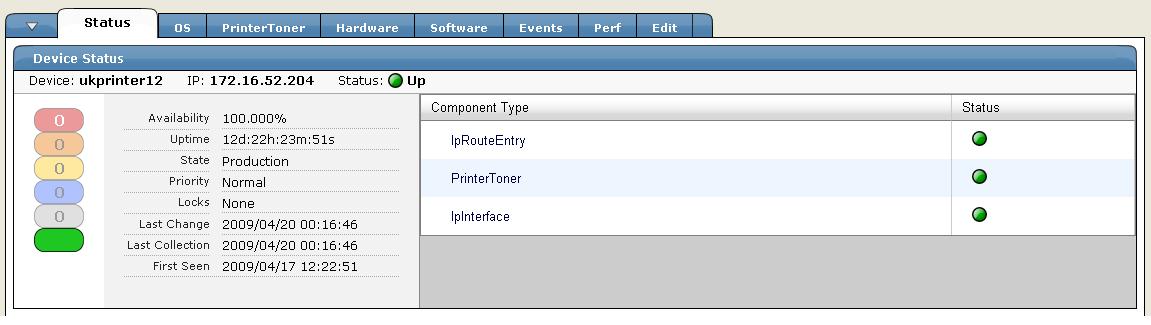 Status OS PrinterToner Hardware Software Events Perf Edit
Device Status
Device: ukprinter12 IP: 172.16.52.204 Status: Up
0
0
0
0
0
Availability 100.000%
Uptime 12d:22h:23m:51s
State Production
Priority Normal
Locks None
Last Change 2009/04/20 00:16:46
Last Collection 2009/04/20 00:16:46
First Seen 2009/04/17 12:22:51
Component Type Status
IpRouteEntry
PrinterToner
IpInterface